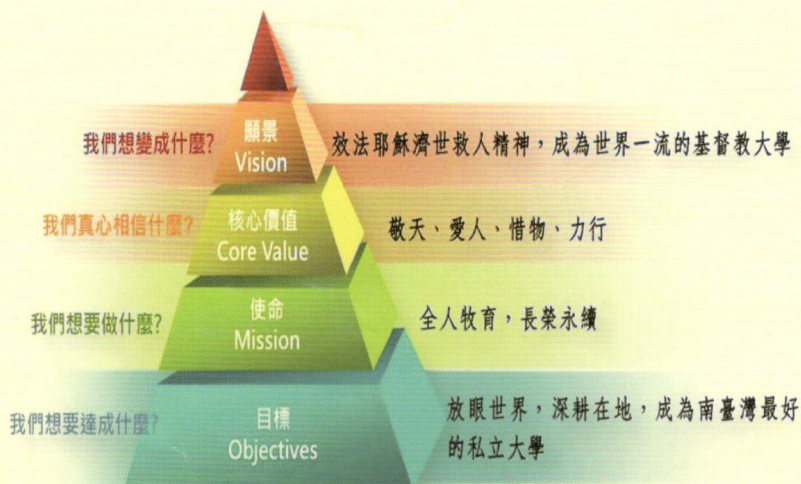 我們想變成什麼?
願景
Vision
效法耶穌濟世救人精神，成為世界一流的基督教大學
我們真心相信什麼?
核心價值
Core Value
敬天、愛人、惜物、力行
我們想要做什麼?
使命
Mission
全人牧育，長榮永續
我們想要達成什麼?
目標
Objectives
放眼世界，深耕在地，成為南臺灣最好
的私立大學